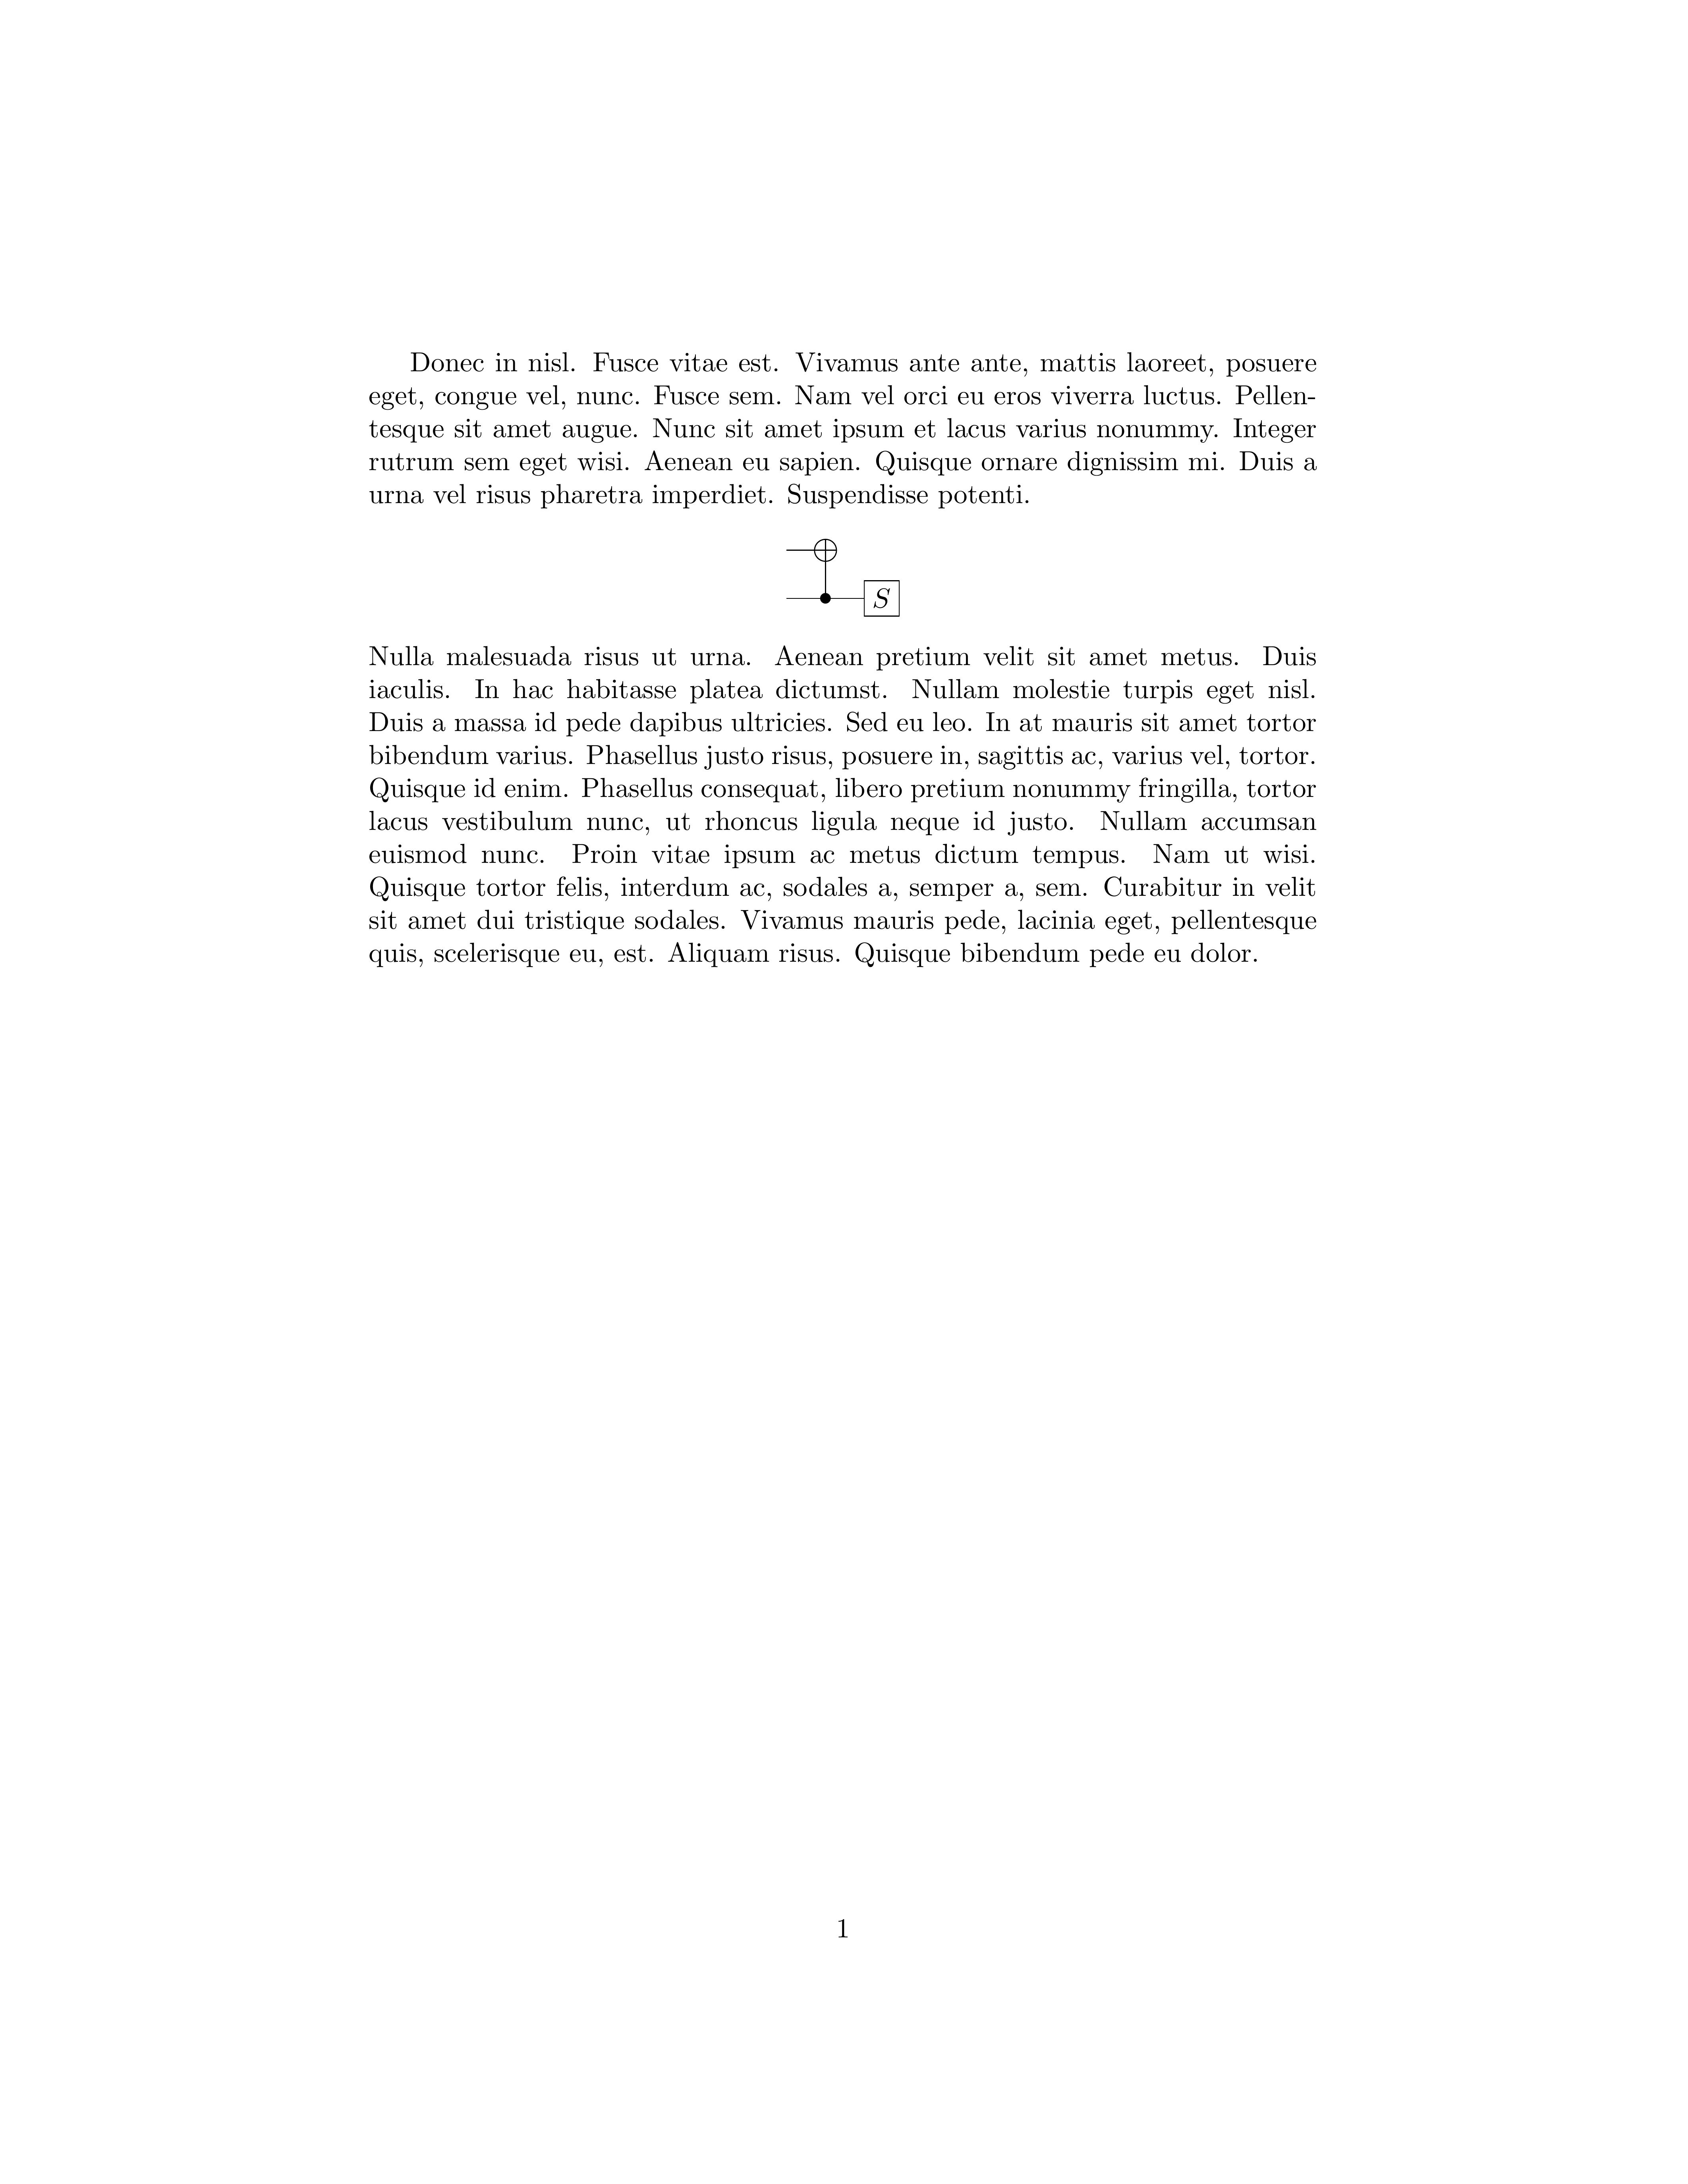 Donec in nisl. Fusce vitae est. Vivamus ante ante, mattis laoreet, posuere
eget, congue vel, nunc. Fusce sem. Nam vel orci eu eros viverra luctus. Pellen-
tesque sit amet augue. Nunc sit amet ipsum et lacus varius nonummy. Integer
rutrum sem eget wisi. Aenean eu sapien. Quisque ornare dignissim mi. Duis a
urna vel risus pharetra imperdiet. Suspendisse potenti.
S
Nulla malesuada risus ut urna. Aenean pretium velit sit amet metus. Duis
iaculis. In hac habitasse platea dictumst. Nullam molestie turpis eget nisl.
Duis a massa id pede dapibus ultricies. Sed eu leo. In at mauris sit amet tortor
bibendum varius. Phasellus justo risus, posuere in, sagittis ac, varius vel, tortor.
Quisque id enim. Phasellus consequat, libero pretium nonummy fringilla, tortor
lacus vestibulum nunc, ut rhoncus ligula neque id justo. Nullam accumsan
euismod nunc. Proin vitae ipsum ac metus dictum tempus. Nam ut wisi.
Quisque tortor felis, interdum ac, sodales a, semper a, sem. Curabitur in velit
sit amet dui tristique sodales. Vivamus mauris pede, lacinia eget, pellentesque
quis, scelerisque eu, est. Aliquam risus. Quisque bibendum pede eu dolor.
1